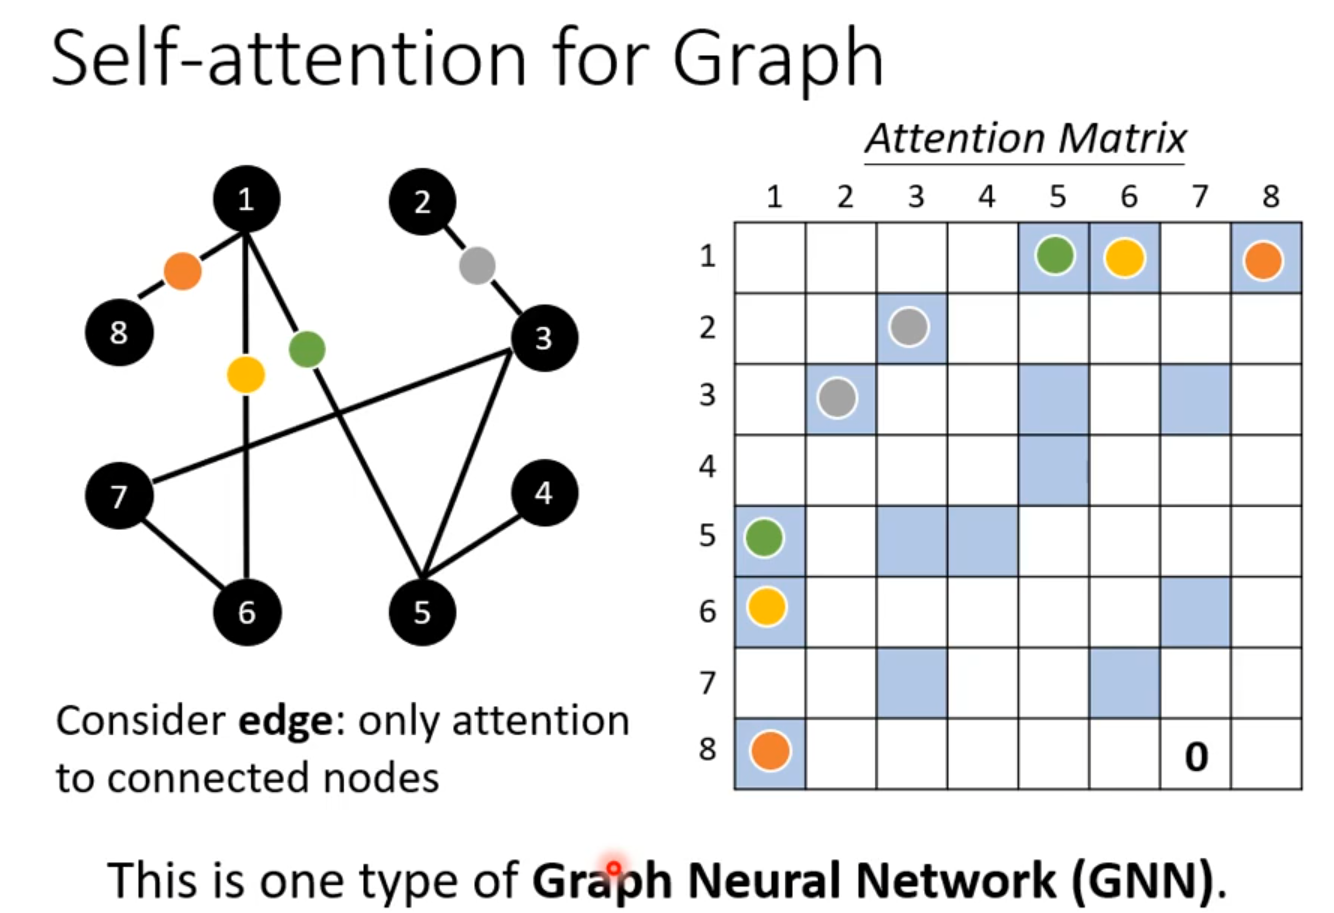 Self-attention for Graph
Attention Matrix
1 2 3 4 5 6 7 8
1
2
3
4
5
6
7
8
0
1
2
8
3
7
4
6
5
Consider edge: only attention
to connected nodes
This is one type of Graph Neural Network (GNN).